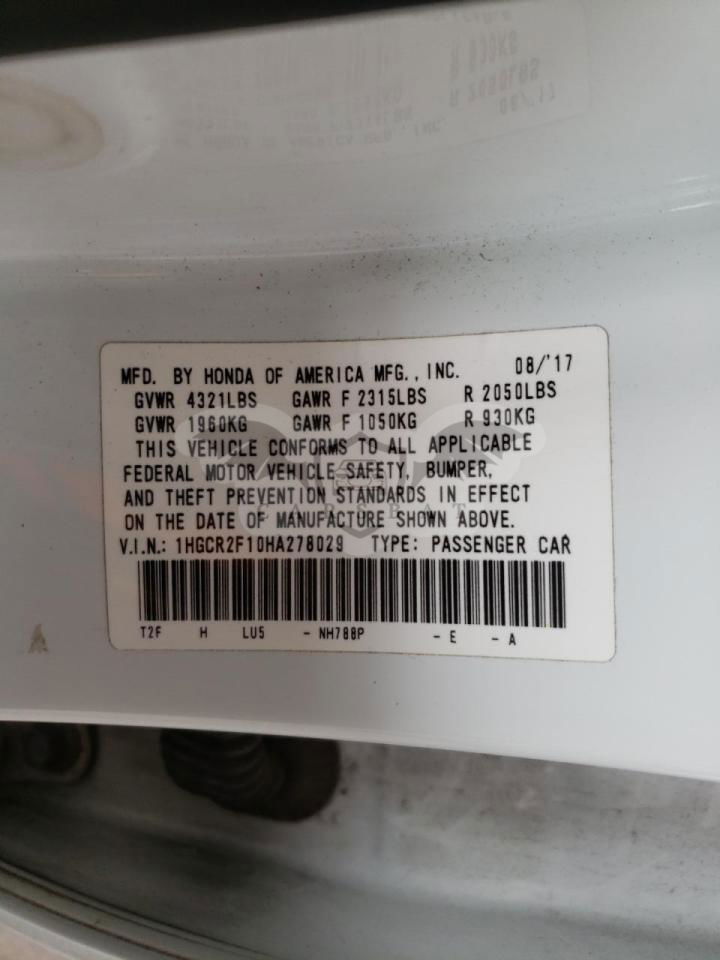 MFD. BY HONDA OF AMERICA MFG., INC. 08/'17
GVWR 4321LBS GAWR F 2315LBS R 2050LBS
GVWR 1960KG GAWR F 1050KG R 930KG
THIS VEHICLE CONFORMS TO ALL APPLICABLE
FEDERAL MOTOR VEHICLE SAFETY, BUMPER,
AND THEFT PREVENTION STANDARDS IN EFFECT
ON THE DATE OF MANUFACTURE SHOWN ABOVE.
V.I.N.: 1HGCR2F10HA278029 TYPE: PASSENGER CAR
T2F H LU5 - NH788P - E - A
CARSBAT